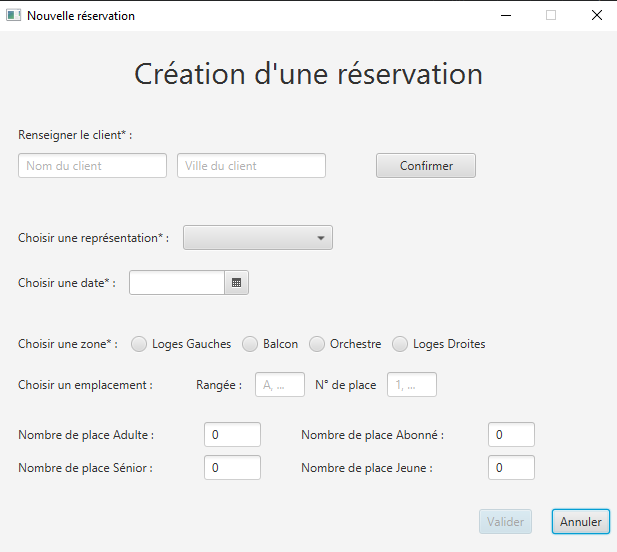 Nouvelle réservation
Création d'une réservation
Renseigner le client* :
Nom du client Ville du client Confirmer
Choisir une représentation* :
Choisir une date* :
Choisir une zone* : Loges Gauches Balcon Orchestre Loges Droites
Choisir un emplacement : Rangée : A, ... N° de place 1, ...
Nombre de place Adulte : 0 Nombre de place Abonné : 0
Nombre de place Sénior : 0 Nombre de place Jeune : 0
Valider Annuler